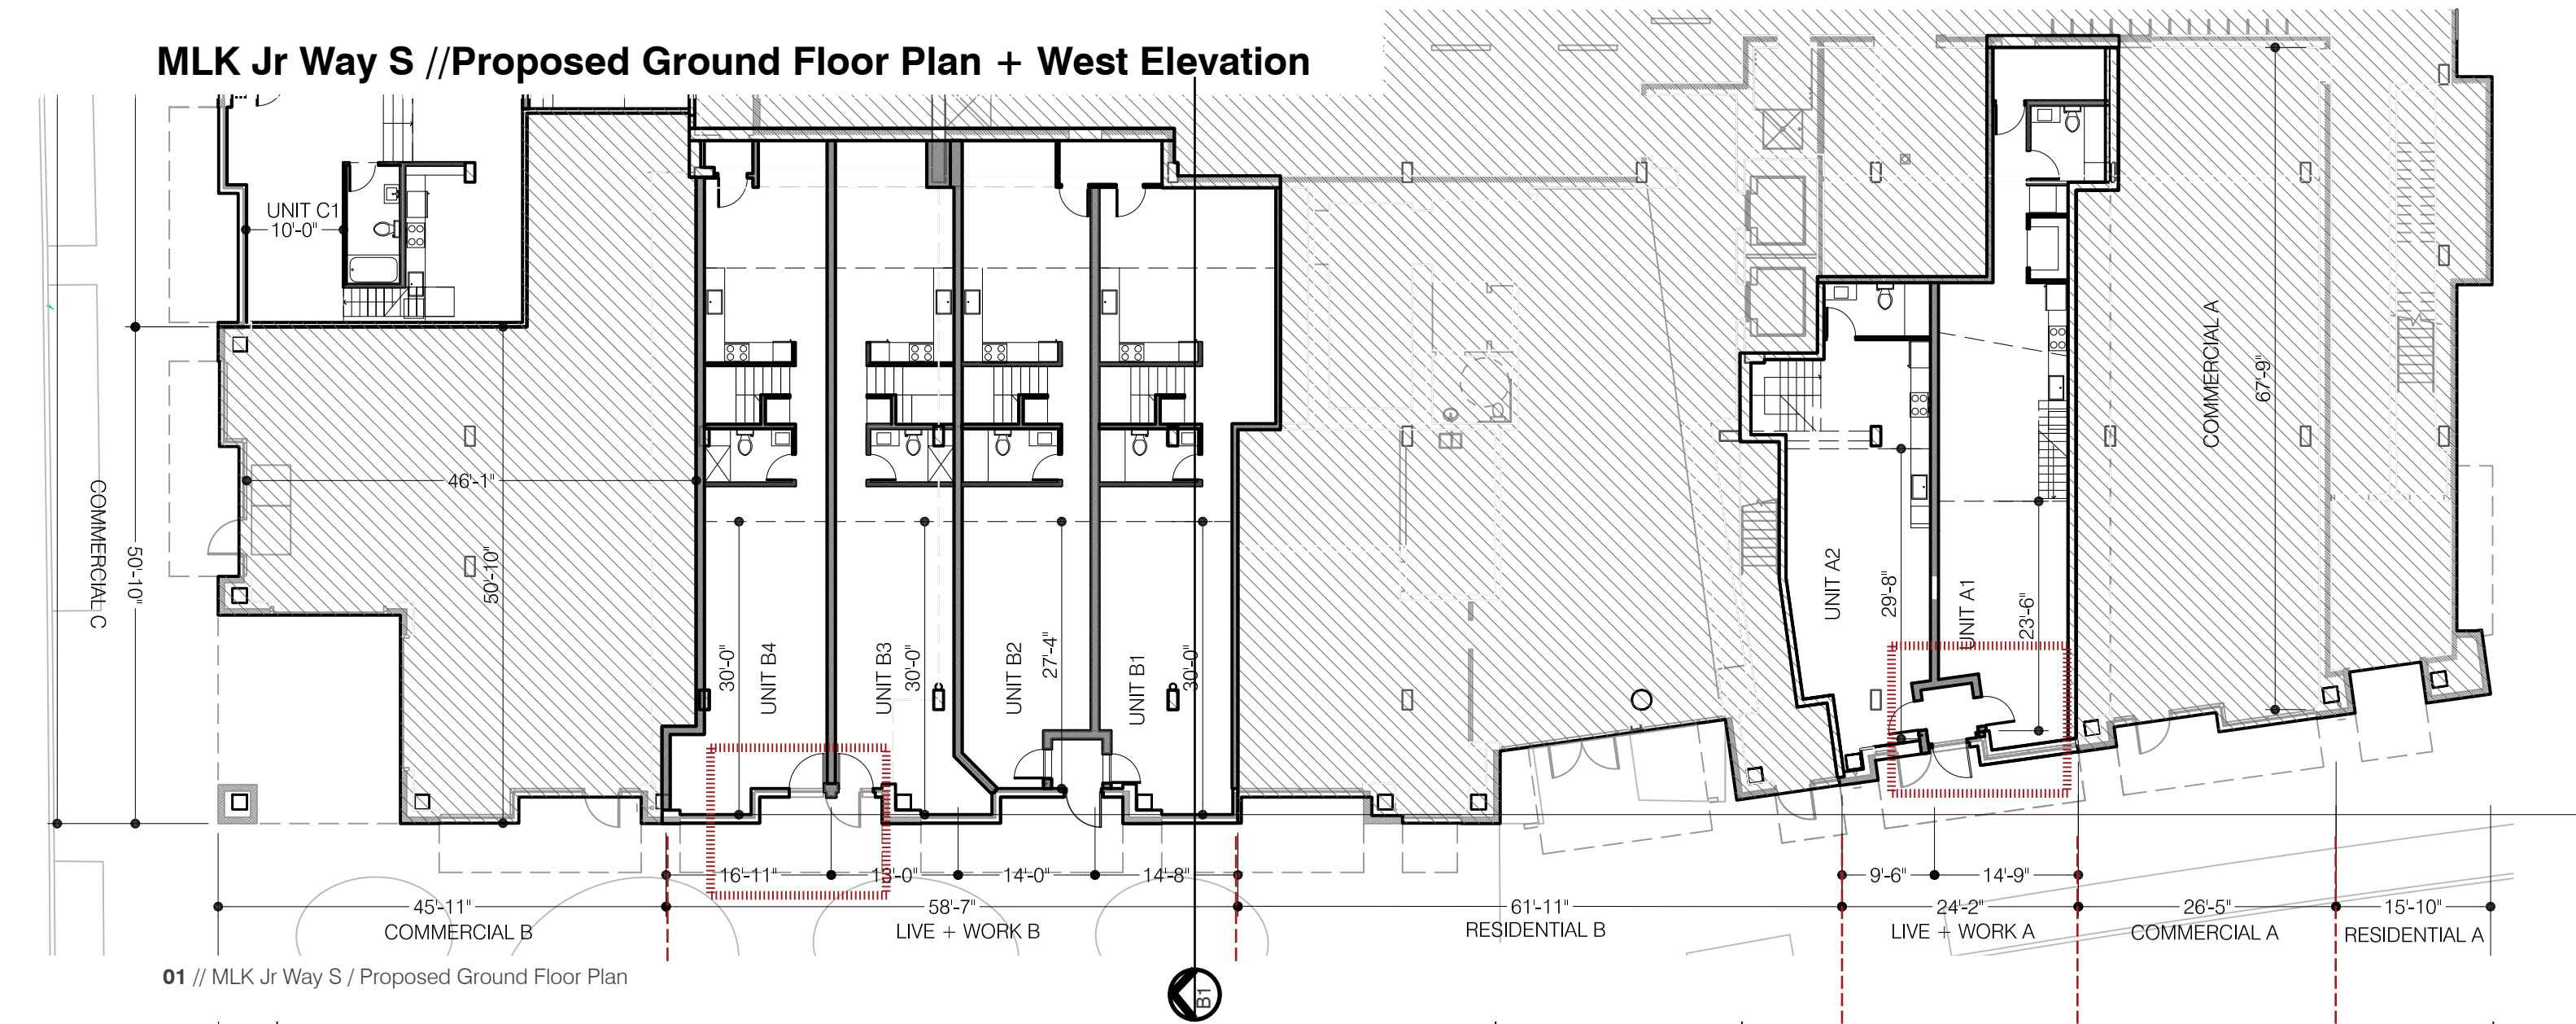 MLK Jr Way S //Proposed Ground Floor Plan + West Elevation
UNIT C1
10'-0"
COMMERCIAL C
50'-10"
46'-1"
50'-10"
30'-0"
UNIT B4
UNIT B3
30'-0"
UNIT B2
27'-4"
UNIT B1
30'-0"
UNIT A2
29'-8"
UNIT A1
23'-6"
COMMERCIAL A
67'-9"
16'-11"
13'-0"
14'-0"
14'-8"
9'-6"
14'-9"
45'-11"
58'-7"
61'-11"
24'-2"
26'-5"
15'-10"
COMMERCIAL B
LIVE + WORK B
RESIDENTIAL B
LIVE + WORK A
COMMERCIAL A
RESIDENTIAL A
01 // MLK Jr Way S / Proposed Ground Floor Plan
B1